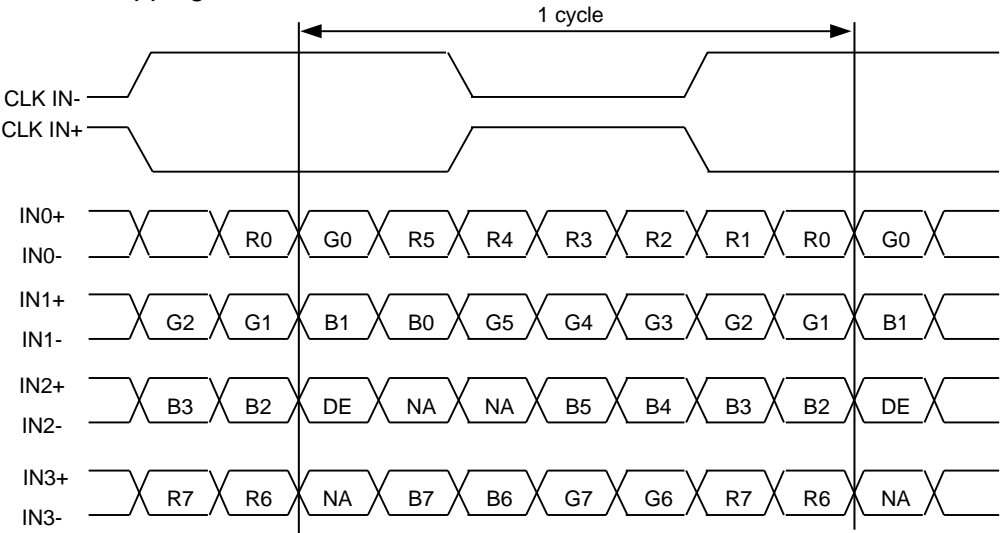 1 cycle
CLK IN-
CLK IN+
IN0+
R0 G0 R5 R4 R3 R2 R1 R0 G0
IN0-
IN1+
G2 G1 B1 B0 G5 G4 G3 G2 G1 B1
IN1-
IN2+
B3 B2 DE NA NA B5 B4 B3 B2 DE
IN2-
IN3+
R7 R6 NA B7 B6 G7 G6 R7 R6 NA
IN3-